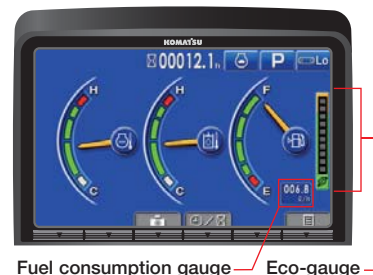 KOMATSU
00012.1h P Lo
H H F
C C E
006.8
ℓ/h
Fuel consumption gauge Eco-gauge